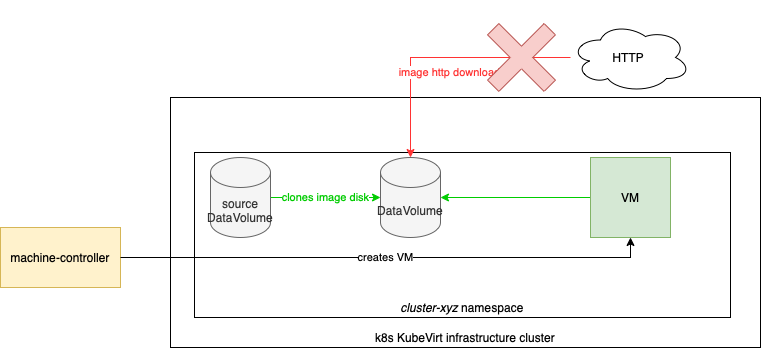 HTTP
image http downloa
source
DataVolume
clones image disk
DataVolume
VM
machine-controller
creates VM
cluster-xyz namespace
k8s KubeVirt infrastructure cluster